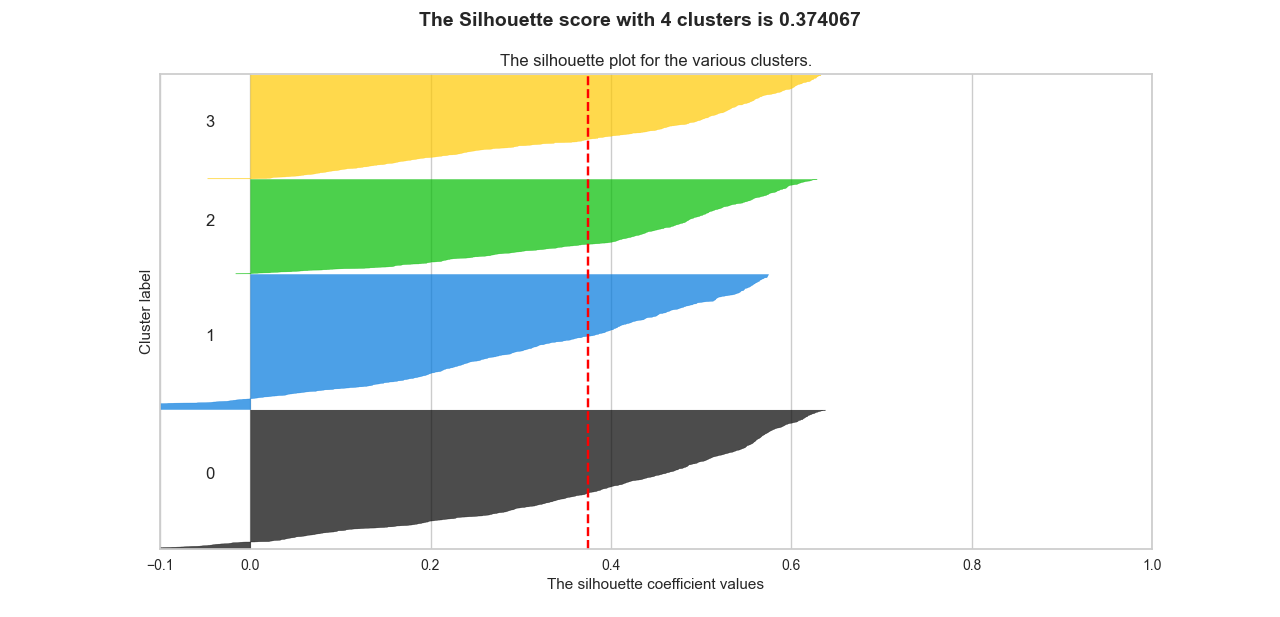 The Silhouette score with 4 clusters is 0.374067
The silhouette plot for the various clusters.
3
2
1
0
Cluster label
−0.1 0.0 0.2 0.4 0.6 0.8 1.0
The silhouette coefficient values